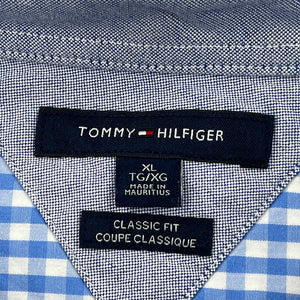 TOMMY HILFIGER
XL
TG/XG
MADE IN
MAURITIUS
CLASSIC FIT
COUPE CLASSIQUE